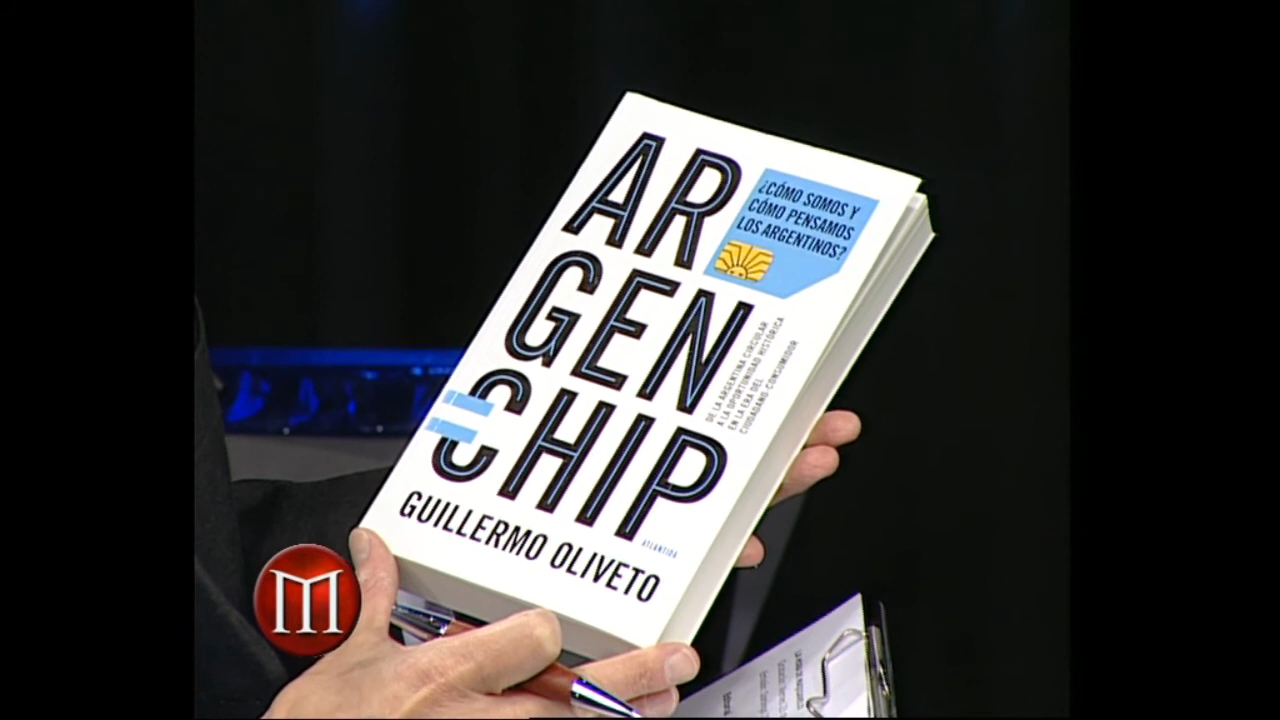 AR
GEN
CHIP
¿CÓMO SOMOS Y
CÓMO PENSAMOS
LOS ARGENTINOS?
DE LA ARGENTINA CIRCULAR
A LA OPORTUNIDAD HISTÓRICA
EN LA ERA DEL
CIUDADANO-CONSUMIDOR
GUILLERMO OLIVETO
ATLANTIDA
M